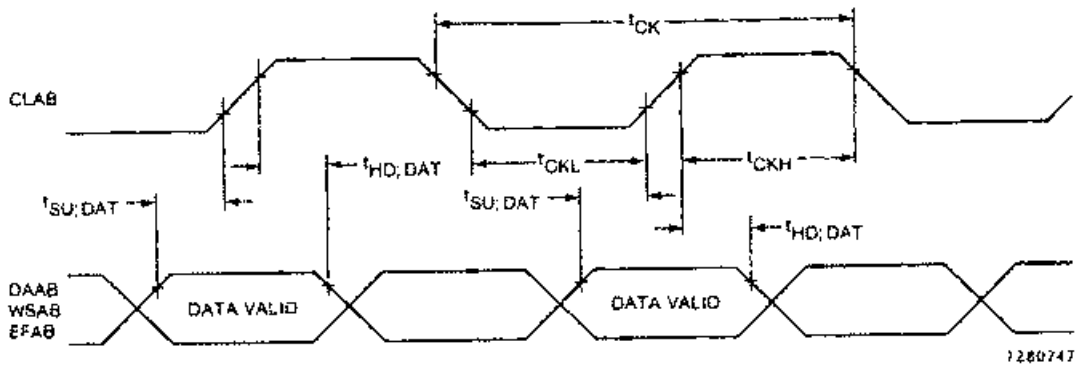 tCK
CLAB
tHD; DAT
tCKL
tCKH
tSU; DAT
tSU; DAT
tHD; DAT
DAAB
WSAB
EFAB
DATA VALID
DATA VALID
7280747